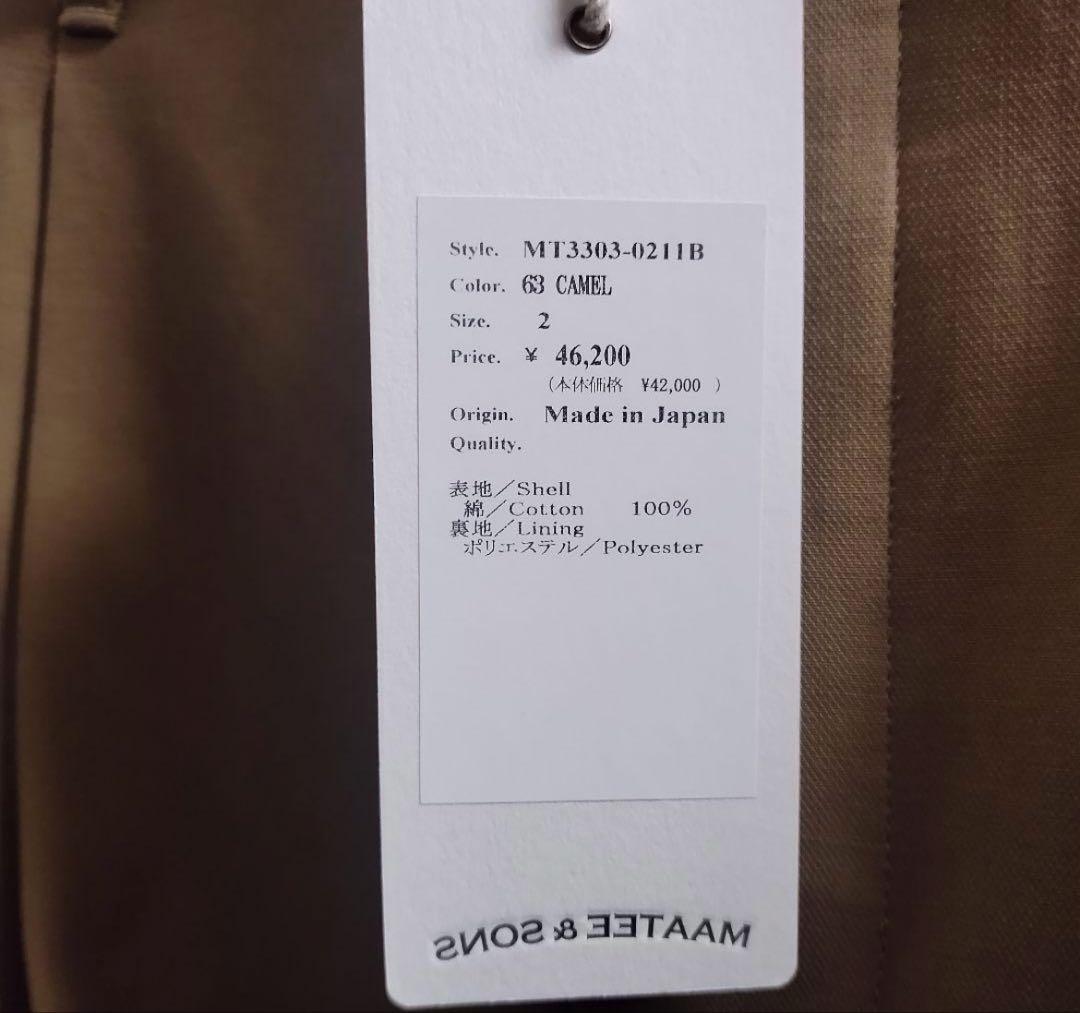 Style. MT3303-0211B
Color. 63 CAMEL
Size. 2
Price. ¥ 46,200
(本体価格 ¥42,000 )
Origin. Made in Japan
Quality.
表地／Shell
綿／Cotton 100%
裏地／Lining
ポリエステル／Polyester
MAATEE & SONS